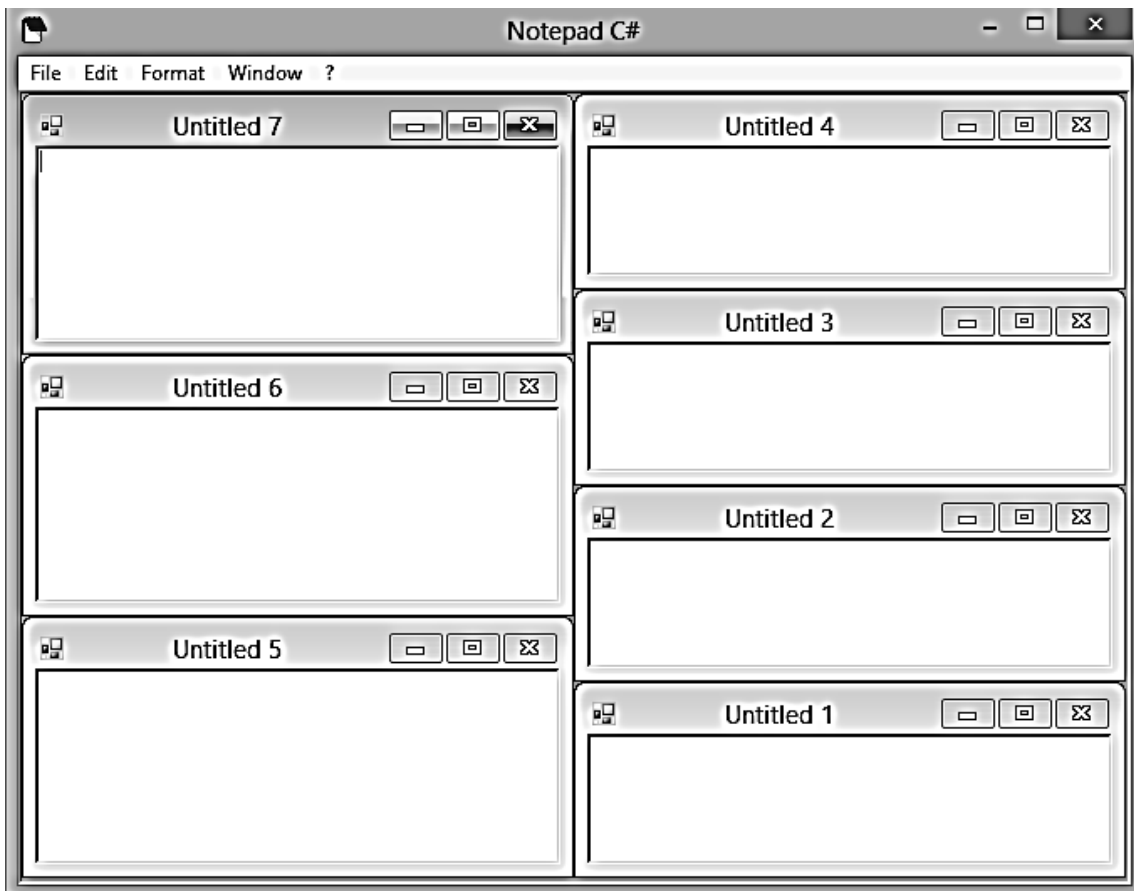 Notepad C#
File Edit Format Window ?
Untitled 7
Untitled 6
Untitled 5
Untitled 4
Untitled 3
Untitled 2
Untitled 1